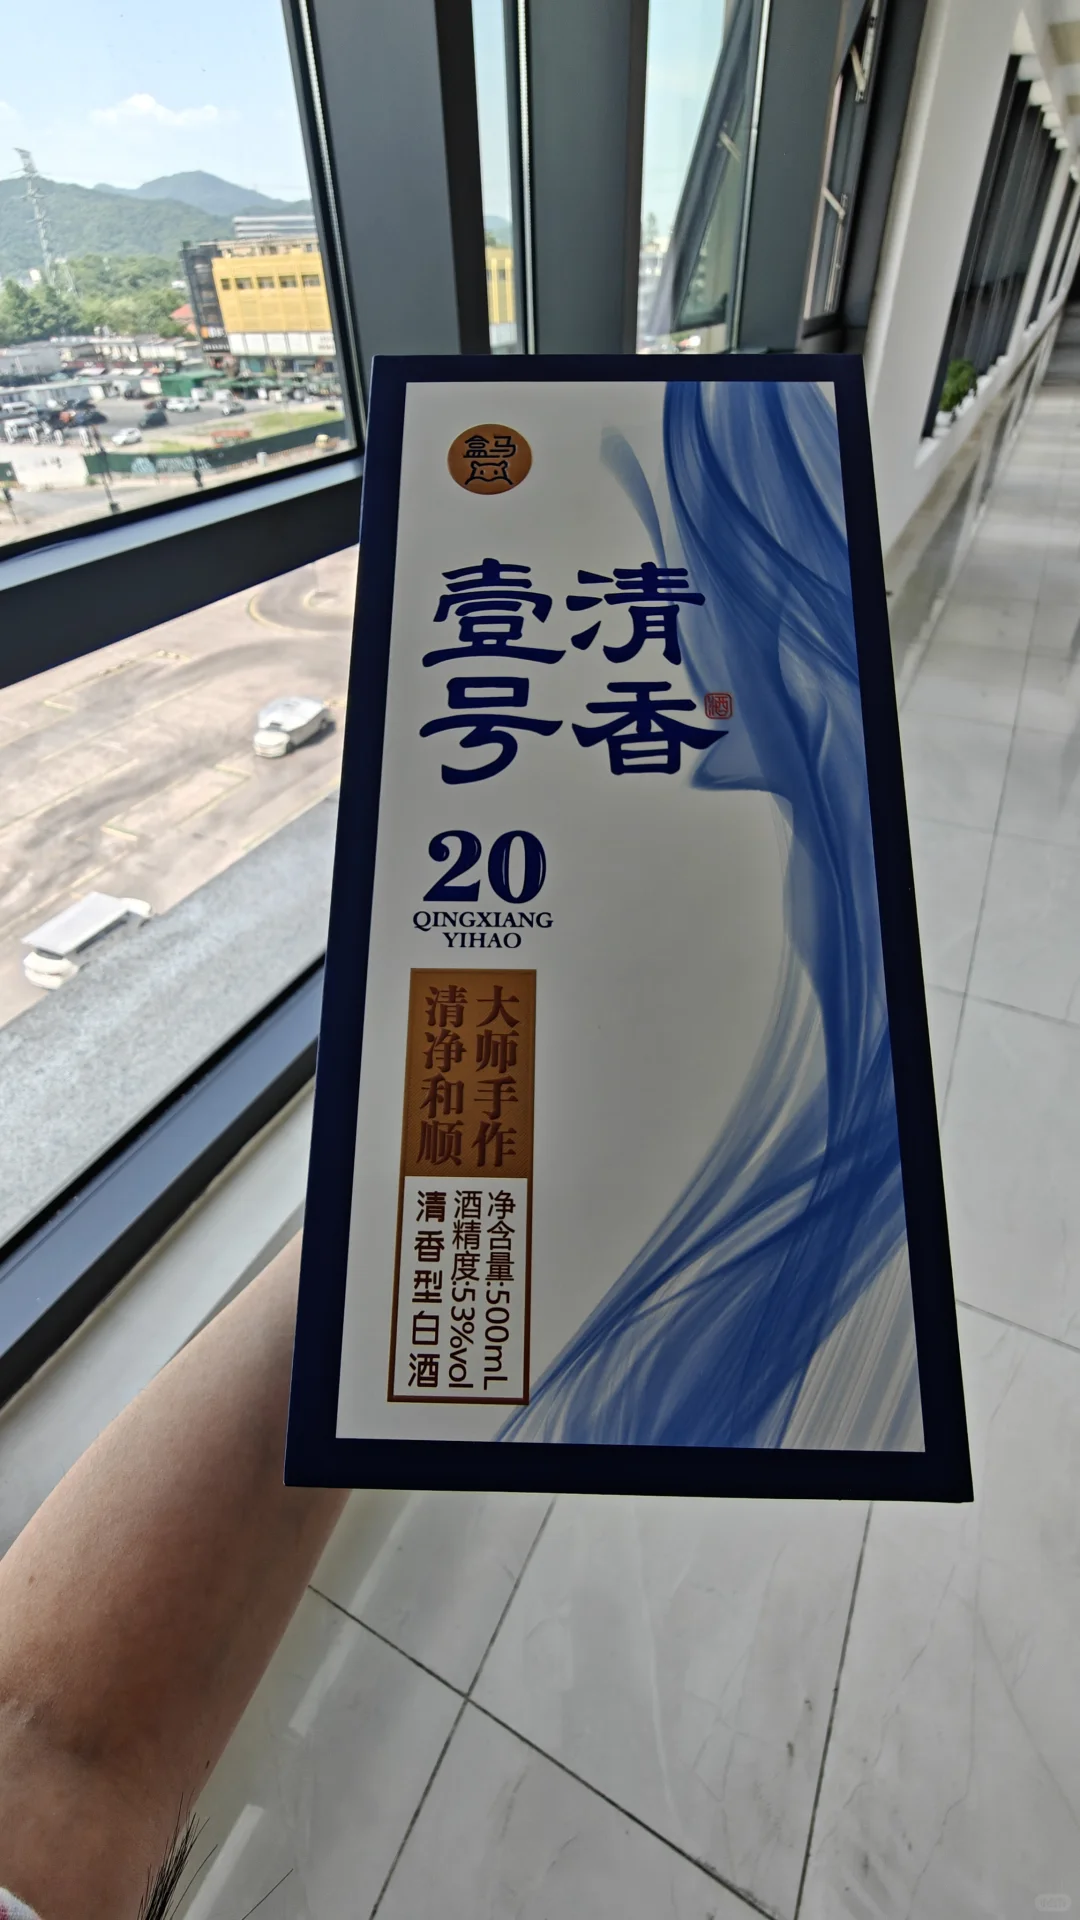 盒马
清香
壹号
酒
20
QINGXIANG
YIHAO
大师手作
清净和顺
净含量:500mL
酒精度:53%vol
清香型白酒